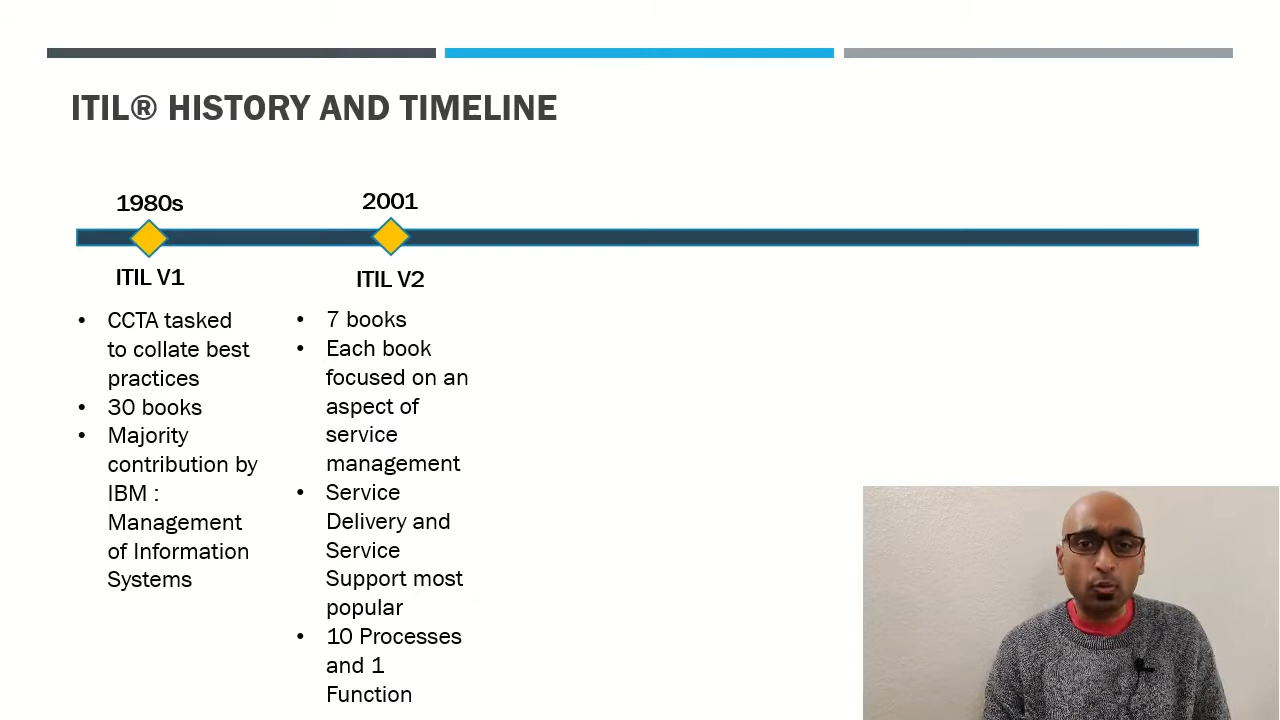 ITIL® HISTORY AND TIMELINE
1980s
2001
ITIL V1
ITIL V2
• CCTA tasked
to collate best
practices
• 30 books
• Majority
contribution by
IBM :
Management
of Information
Systems
• 7 books
• Each book
focused on an
aspect of
service
management
• Service
Delivery and
Service
Support most
popular
• 10 Processes
and 1
Function